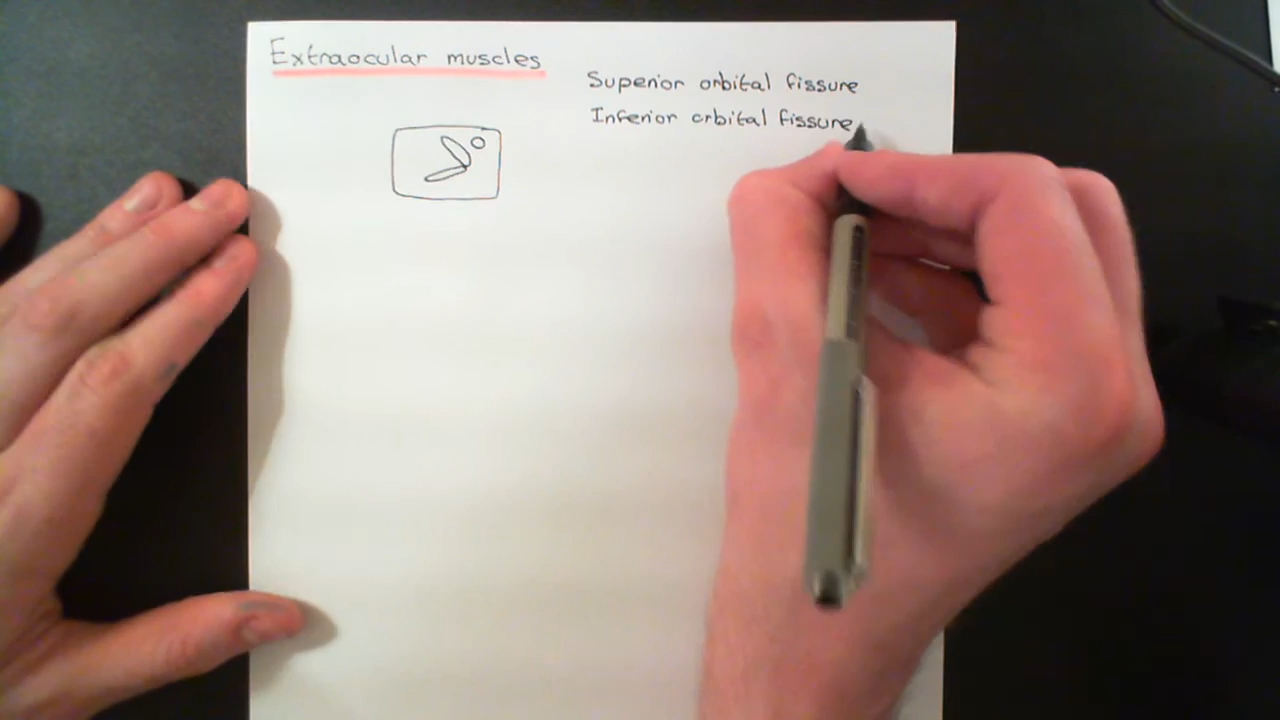 Extraocular muscles
Superior orbital fissure
Inferior orbital fissure